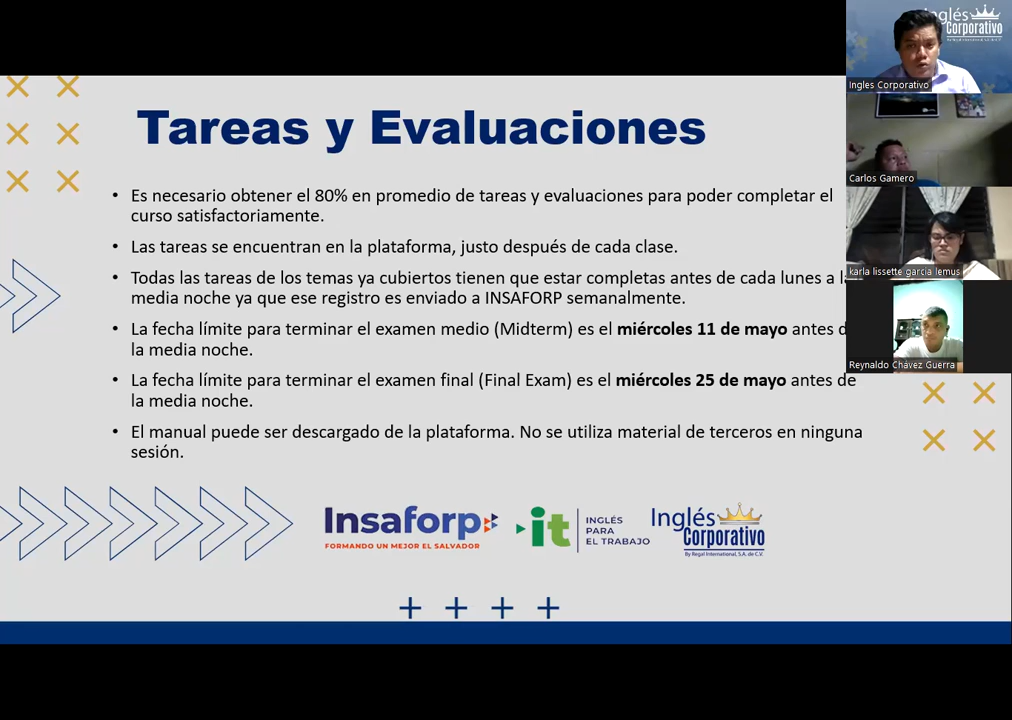 Tareas y Evaluaciones
• Es necesario obtener el 80% en promedio de tareas y evaluaciones para poder completar el
curso satisfactoriamente.
• Las tareas se encuentran en la plataforma, justo después de cada clase.
• Todas las tareas de los temas ya cubiertos tienen que estar completas antes de cada lunes a la
media noche ya que ese registro es enviado a INSAFORP semanalmente.
• La fecha límite para terminar el examen medio (Midterm) es el miércoles 11 de mayo antes d
la media noche.
• La fecha límite para terminar el examen final (Final Exam) es el miércoles 25 de mayo antes de
la media noche.
• El manual puede ser descargado de la plataforma. No se utiliza material de terceros en ninguna
sesión.
Insaforp
FORMANDO UN MEJOR EL SALVADOR
it
INGLÉS
PARA
EL TRABAJO
Inglés
Corporativo
By Regal International, S.A. de C.V.
Inglés
Corporativo
Ingles Corporativo
Carlos Gamero
karla lissette garcia lemus
Reynaldo Chávez Guerra